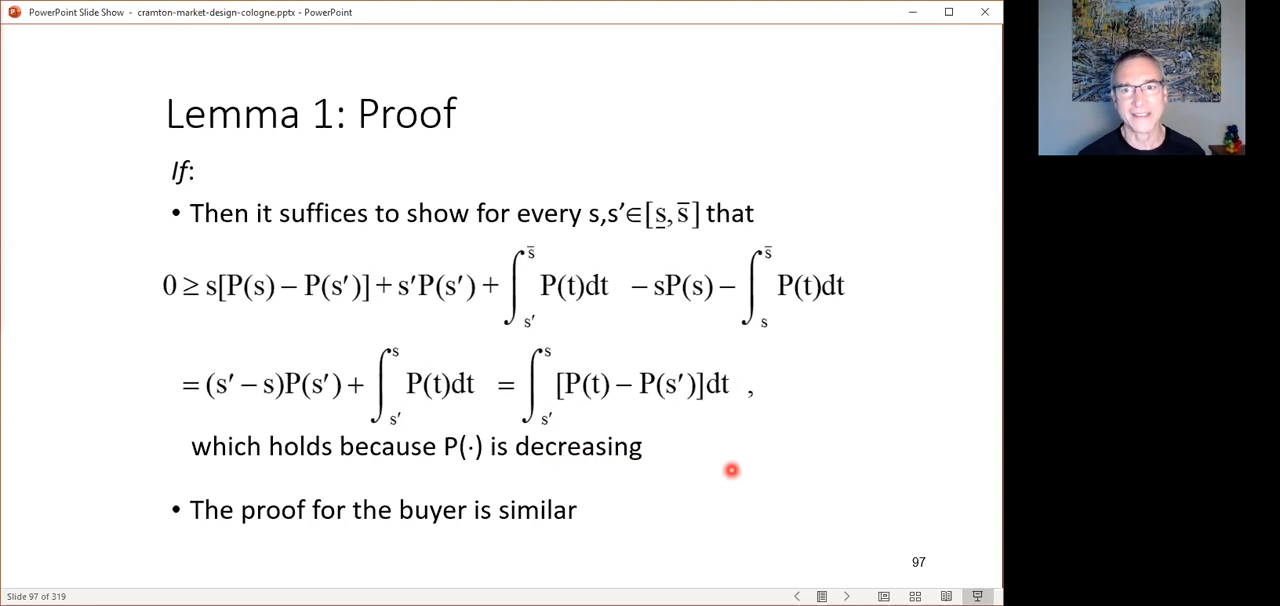 PowerPoint Slide Show - cramton-market-design-cologne.pptx - PowerPoint
Lemma 1: Proof
If:
• Then it suffices to show for every s,s′∈[s̲, s̄] that
0 ≥ s[P(s) − P(s′)] + s′P(s′) + ∫_{s′}^{s̄} P(t)dt − sP(s) − ∫_{s}^{s̄} P(t)dt
= (s′ − s)P(s′) + ∫_{s′}^{s} P(t)dt = ∫_{s′}^{s} [P(t) − P(s′)]dt ,
which holds because P(·) is decreasing
• The proof for the buyer is similar
97
Slide 97 of 319